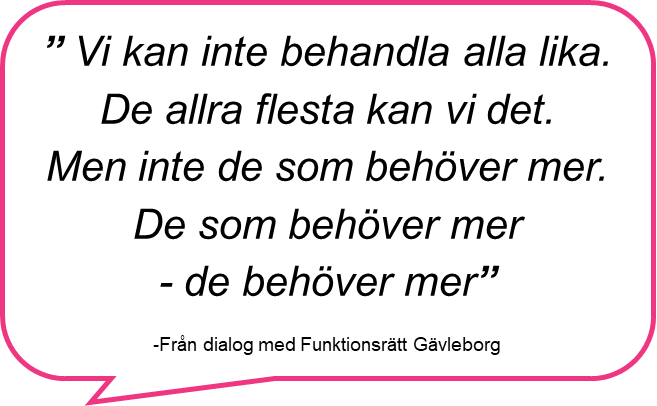 ” Vi kan inte behandla alla lika.
De allra flesta kan vi det.
Men inte de som behöver mer.
De som behöver mer
- de behöver mer”
-Från dialog med Funktionsrätt Gävleborg